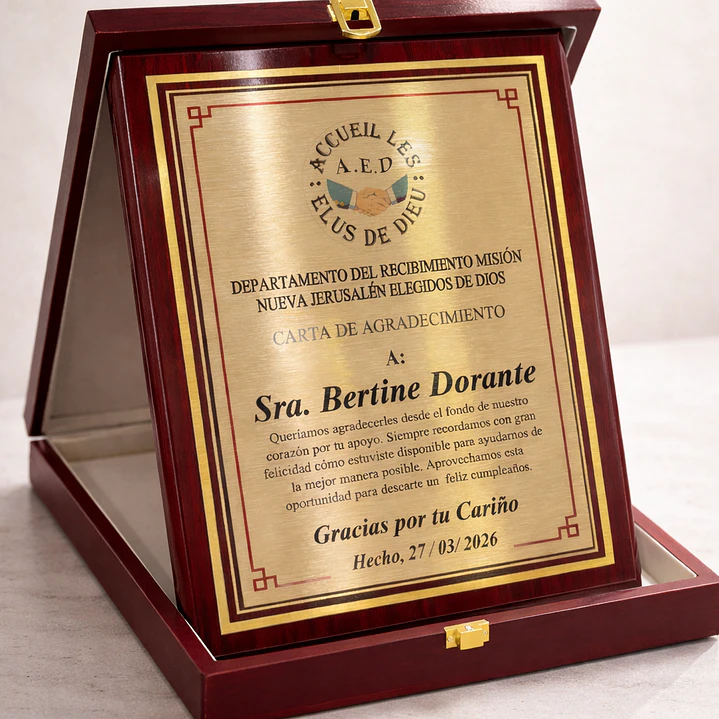 ACCUEIL LES
A.E.D
ELUS DE DIEU
DEPARTAMENTO DEL RECIBIMIENTO MISIÓN
NUEVA JERUSALÉN ELEGIDOS DE DIOS
CARTA DE AGRADECIMIENTO
A:
Sra. Bertine Dorante
Queriamos agradecerles desde el fondo de nuestro
corazón por tu apoyo. Siempre recordamos con gran
felicidad cómo estuviste disponible para ayudarnos de
la mejor manera posible. Aprovechamos esta
oportunidad para descarte un feliz cumpleaños.
Gracias por tu Cariño
Hecho, 27 / 03/ 2026